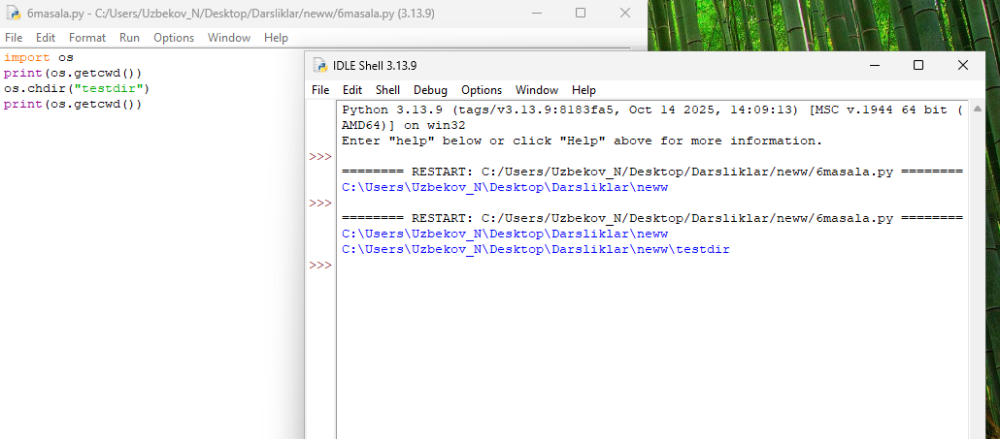 6masala.py - C:/Users/Uzbekov_N/Desktop/Darsliklar/neww/6masala.py (3.13.9)
File Edit Format Run Options Window Help
import os
print(os.getcwd())
os.chdir("testdir")
print(os.getcwd())
IDLE Shell 3.13.9
File Edit Shell Debug Options Window Help
Python 3.13.9 (tags/v3.13.9:8183fa5, Oct 14 2025, 14:09:13) [MSC v.1944 64 bit (
AMD64)] on win32
Enter "help" below or click "Help" above for more information.
>>>
======== RESTART: C:/Users/Uzbekov_N/Desktop/Darsliklar/neww/6masala.py ========
C:\Users\Uzbekov_N\Desktop\Darsliklar\neww
>>>
======== RESTART: C:/Users/Uzbekov_N/Desktop/Darsliklar/neww/6masala.py ========
C:\Users\Uzbekov_N\Desktop\Darsliklar\neww
C:\Users\Uzbekov_N\Desktop\Darsliklar\neww\testdir
>>>